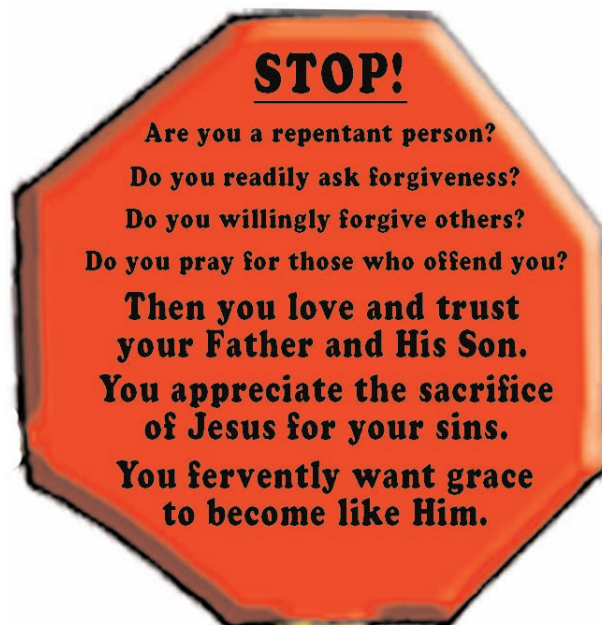 STOP!
Are you a repentant person?
Do you readily ask forgiveness?
Do you willingly forgive others?
Do you pray for those who offend you?
Then you love and trust
your Father and His Son.
You appreciate the sacrifice
of Jesus for your sins.
You fervently want grace
to become like Him.